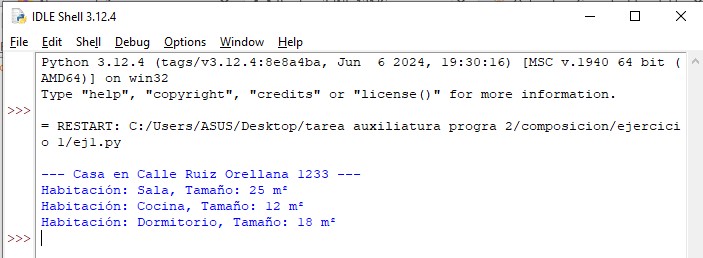 IDLE Shell 3.12.4
File Edit Shell Debug Options Window Help
Python 3.12.4 (tags/v3.12.4:8e8a4ba, Jun  6 2024, 19:30:16) [MSC v.1940 64 bit (
AMD64)] on win32
Type "help", "copyright", "credits" or "license()" for more information.
>>>
= RESTART: C:/Users/ASUS/Desktop/tarea auxiliatura progra 2/composicion/ejercici
o 1/ej1.py
--- Casa en Calle Ruiz Orellana 1233 ---
Habitación: Sala, Tamaño: 25 m²
Habitación: Cocina, Tamaño: 12 m²
Habitación: Dormitorio, Tamaño: 18 m²
>>>